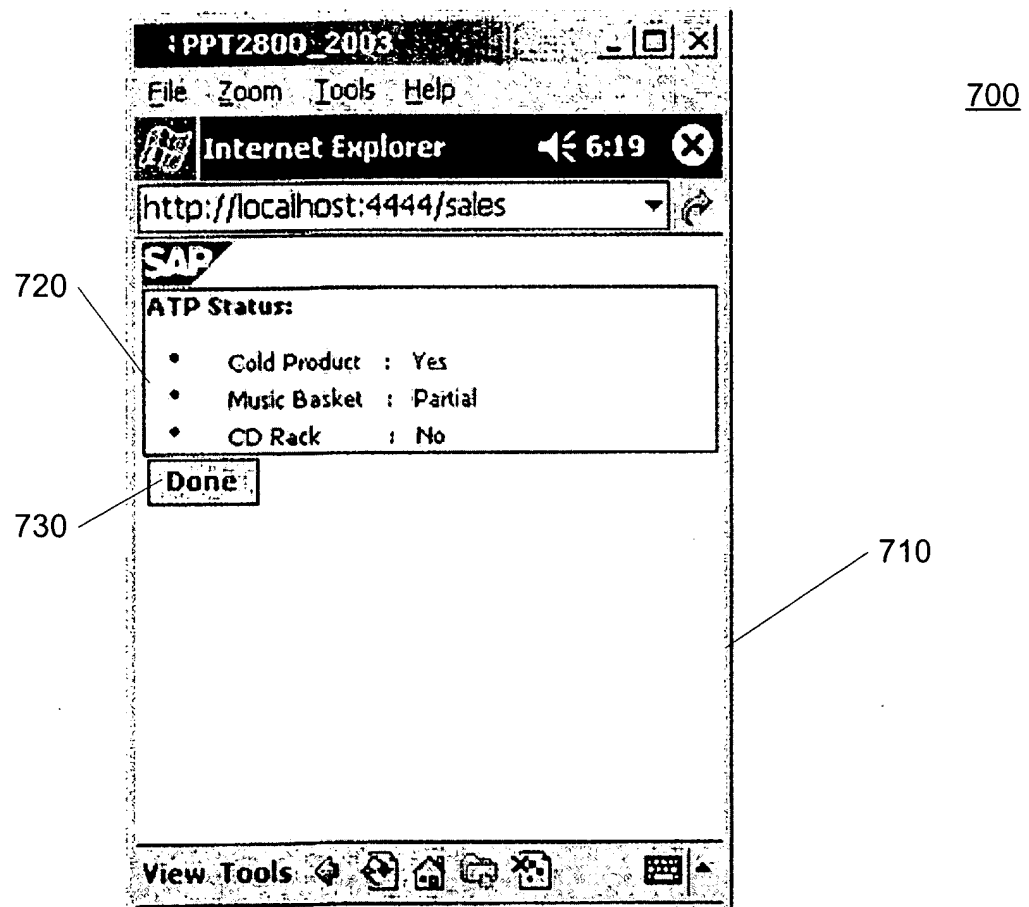 :PPT2800_2003
File Zoom Tools Help
700
Internet Explorer 6:19
http://localhost:4444/sales
SAP
720
ATP Status:
• Cold Product : Yes
• Music Basket : Partial
• CD Rack : No
Done
730
710
View Tools